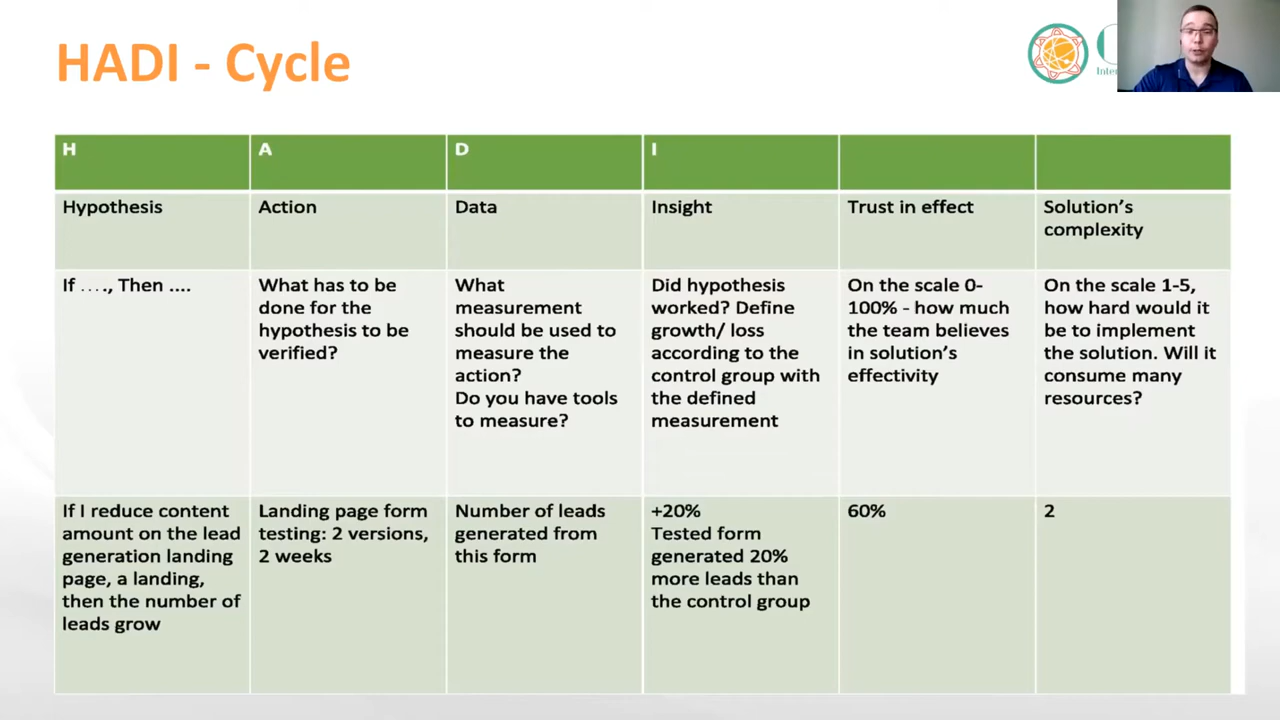 HADI - Cycle
Inter
H
A
D
I
Hypothesis
Action
Data
Insight
Trust in effect
Solution's
complexity
If ...., Then ....
What has to be
done for the
hypothesis to be
verified?
What
measurement
should be used to
measure the
action?
Do you have tools
to measure?
Did hypothesis
worked? Define
growth/ loss
according to the
control group with
the defined
measurement
On the scale 0-
100% - how much
the team believes
in solution's
effectivity
On the scale 1-5,
how hard would it
be to implement
the solution. Will it
consume many
resources?
If I reduce content
amount on the lead
generation landing
page, a landing,
then the number of
leads grow
Landing page form
testing: 2 versions,
2 weeks
Number of leads
generated from
this form
+20%
Tested form
generated 20%
more leads than
the control group
60%
2